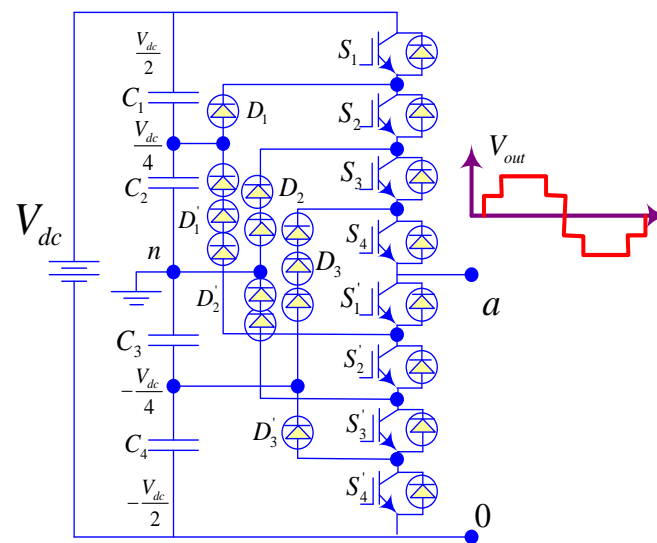 V_dc/2
S_1
C_1
D_1
S_2
V_dc/4
V_out
C_2
D_2
S_3
V_dc
D_1'
S_4
n
D_3
a
D_2'
S_1'
C_3
S_2'
-V_dc/4
C_4
D_3'
S_3'
-V_dc/2
S_4'
0